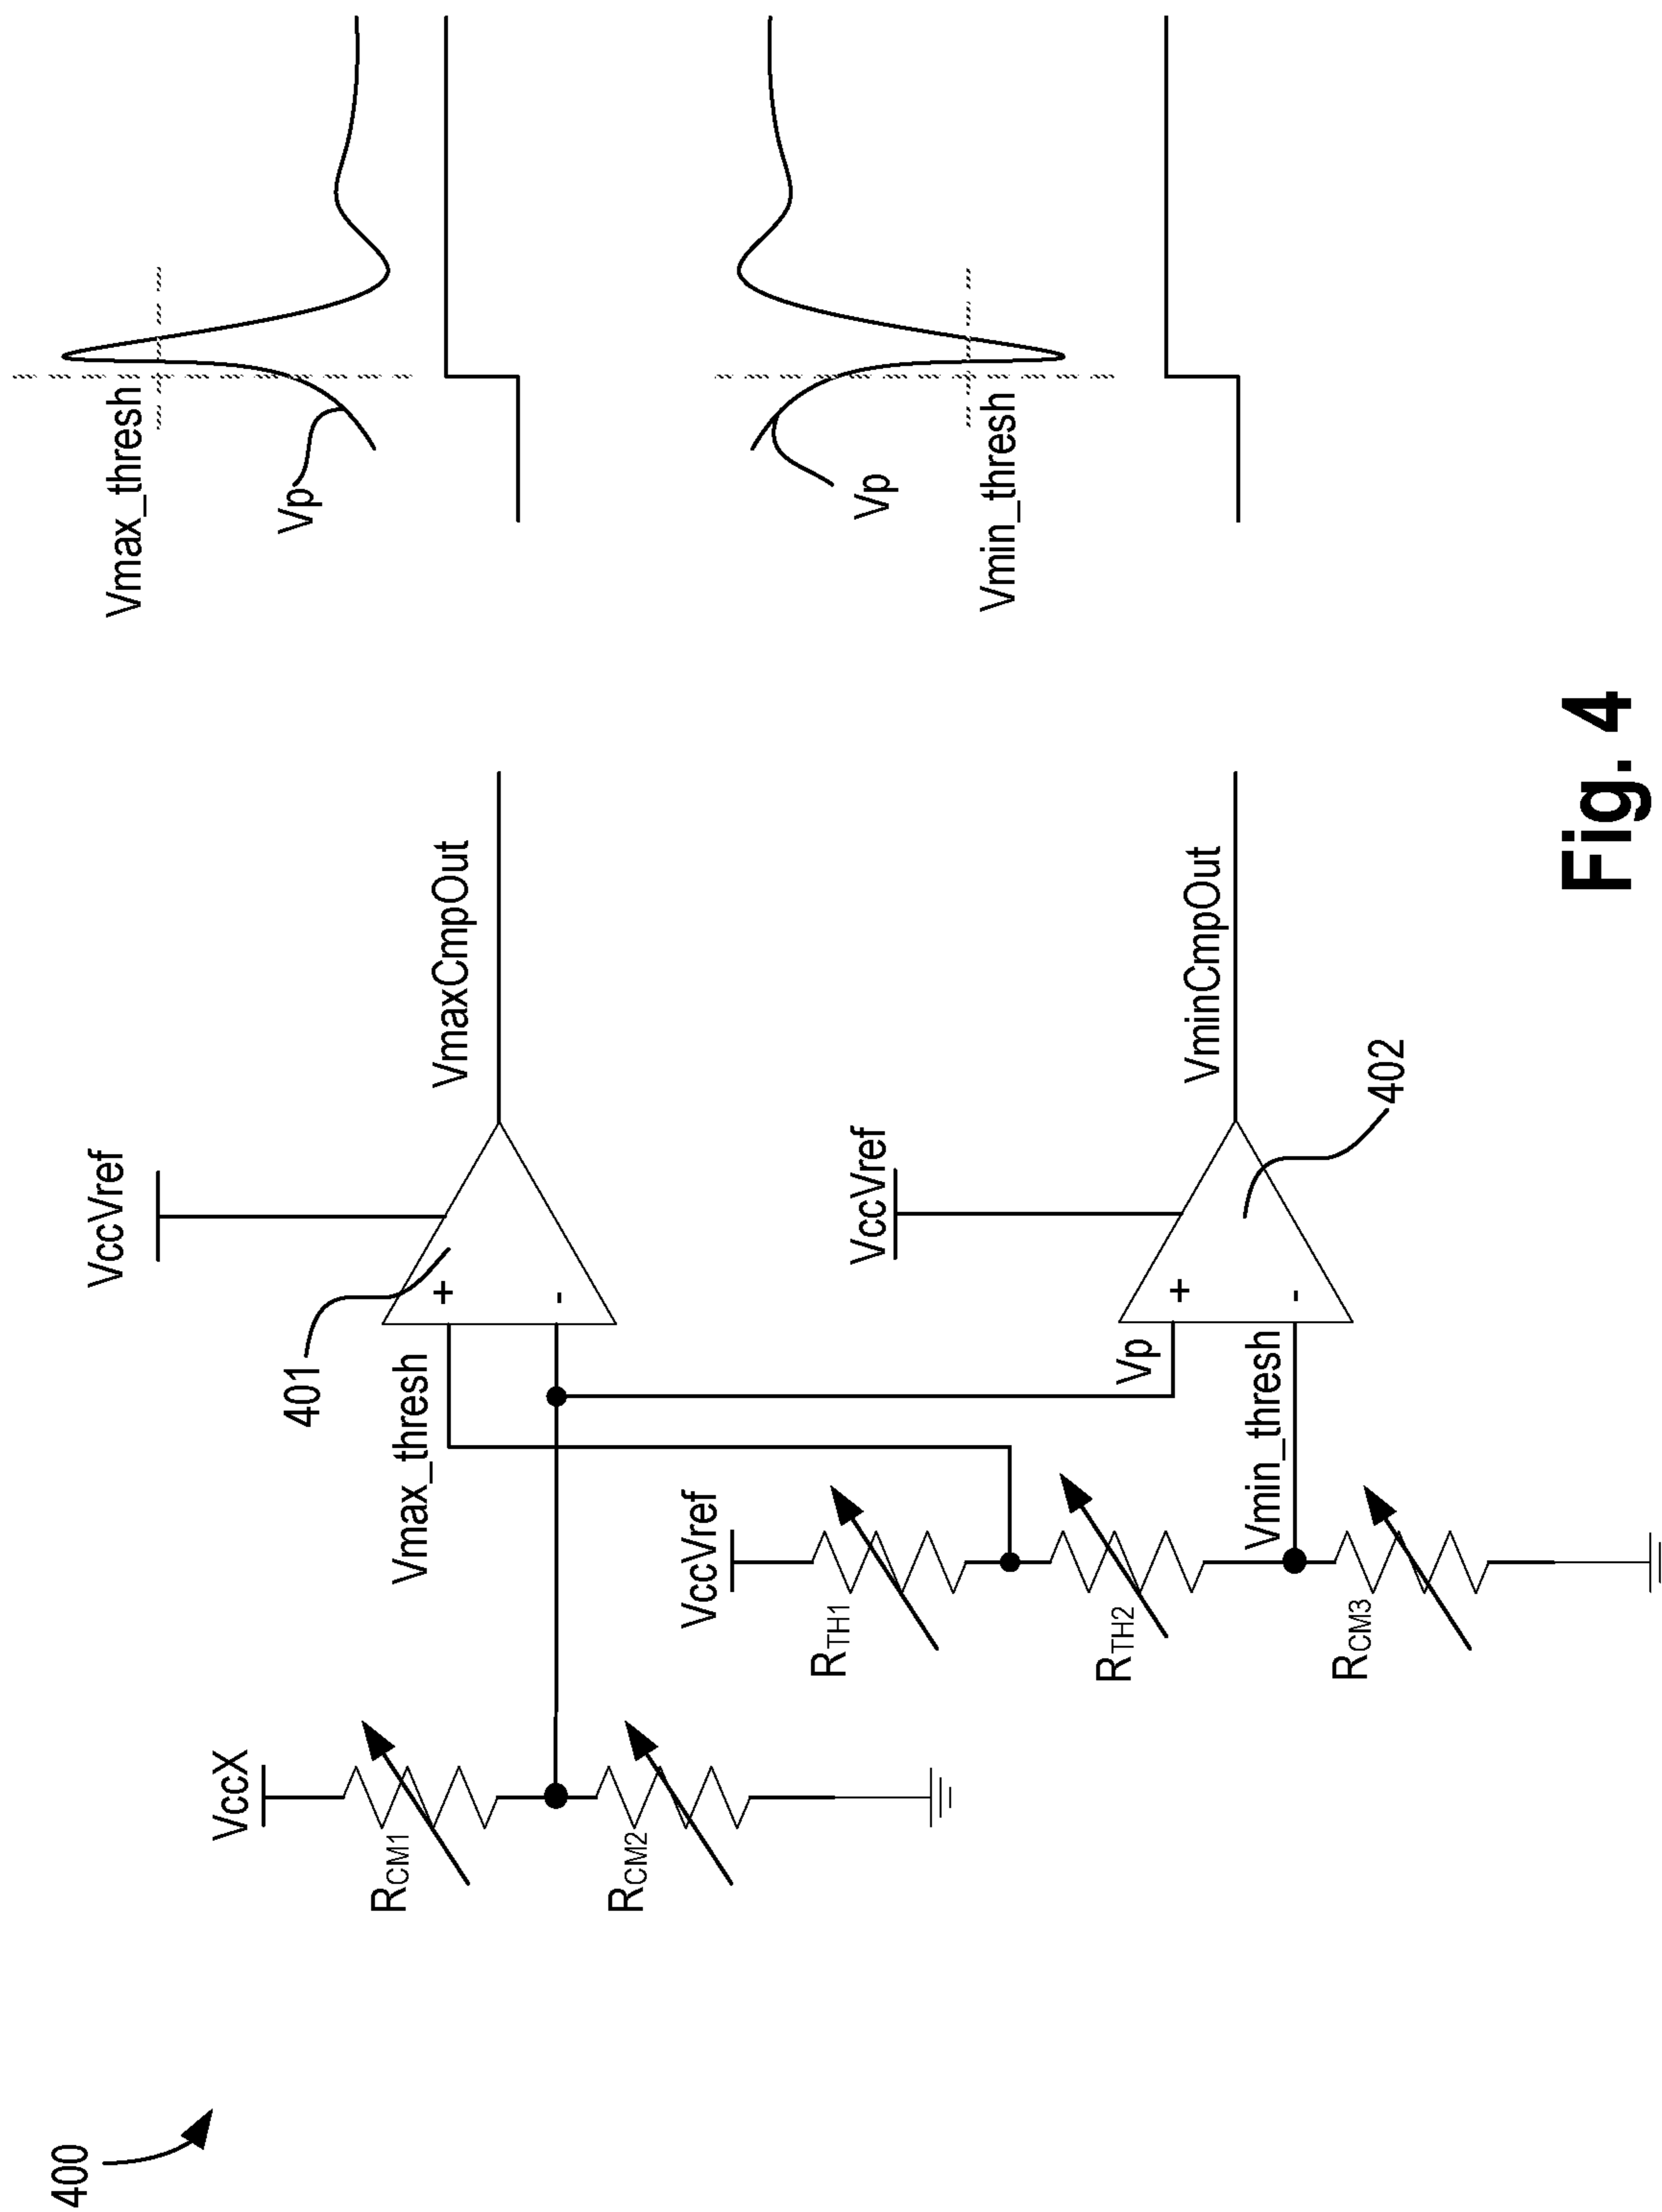 400
VccX
RCM1
RCM2
VccVref
RTH1
RTH2
RCM3
Vmax_thresh
401
+
-
VccVref
VmaxCmpOut
Vp
Vmin_thresh
+
-
VccVref
402
VminCmpOut
Vmax_thresh
Vp
Vp
Vmin_thresh
Fig. 4